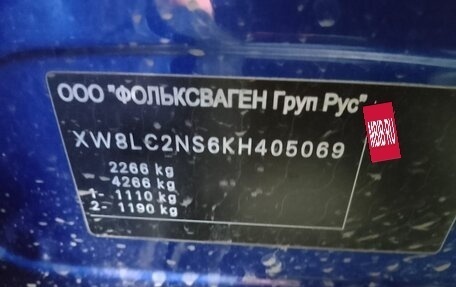 ООО "ФОЛЬКСВАГЕН Груп Рус"
XW8LC2NS6KH405069
2266 kg
4266 kg
1- 1110 kg
2- 1190 kg